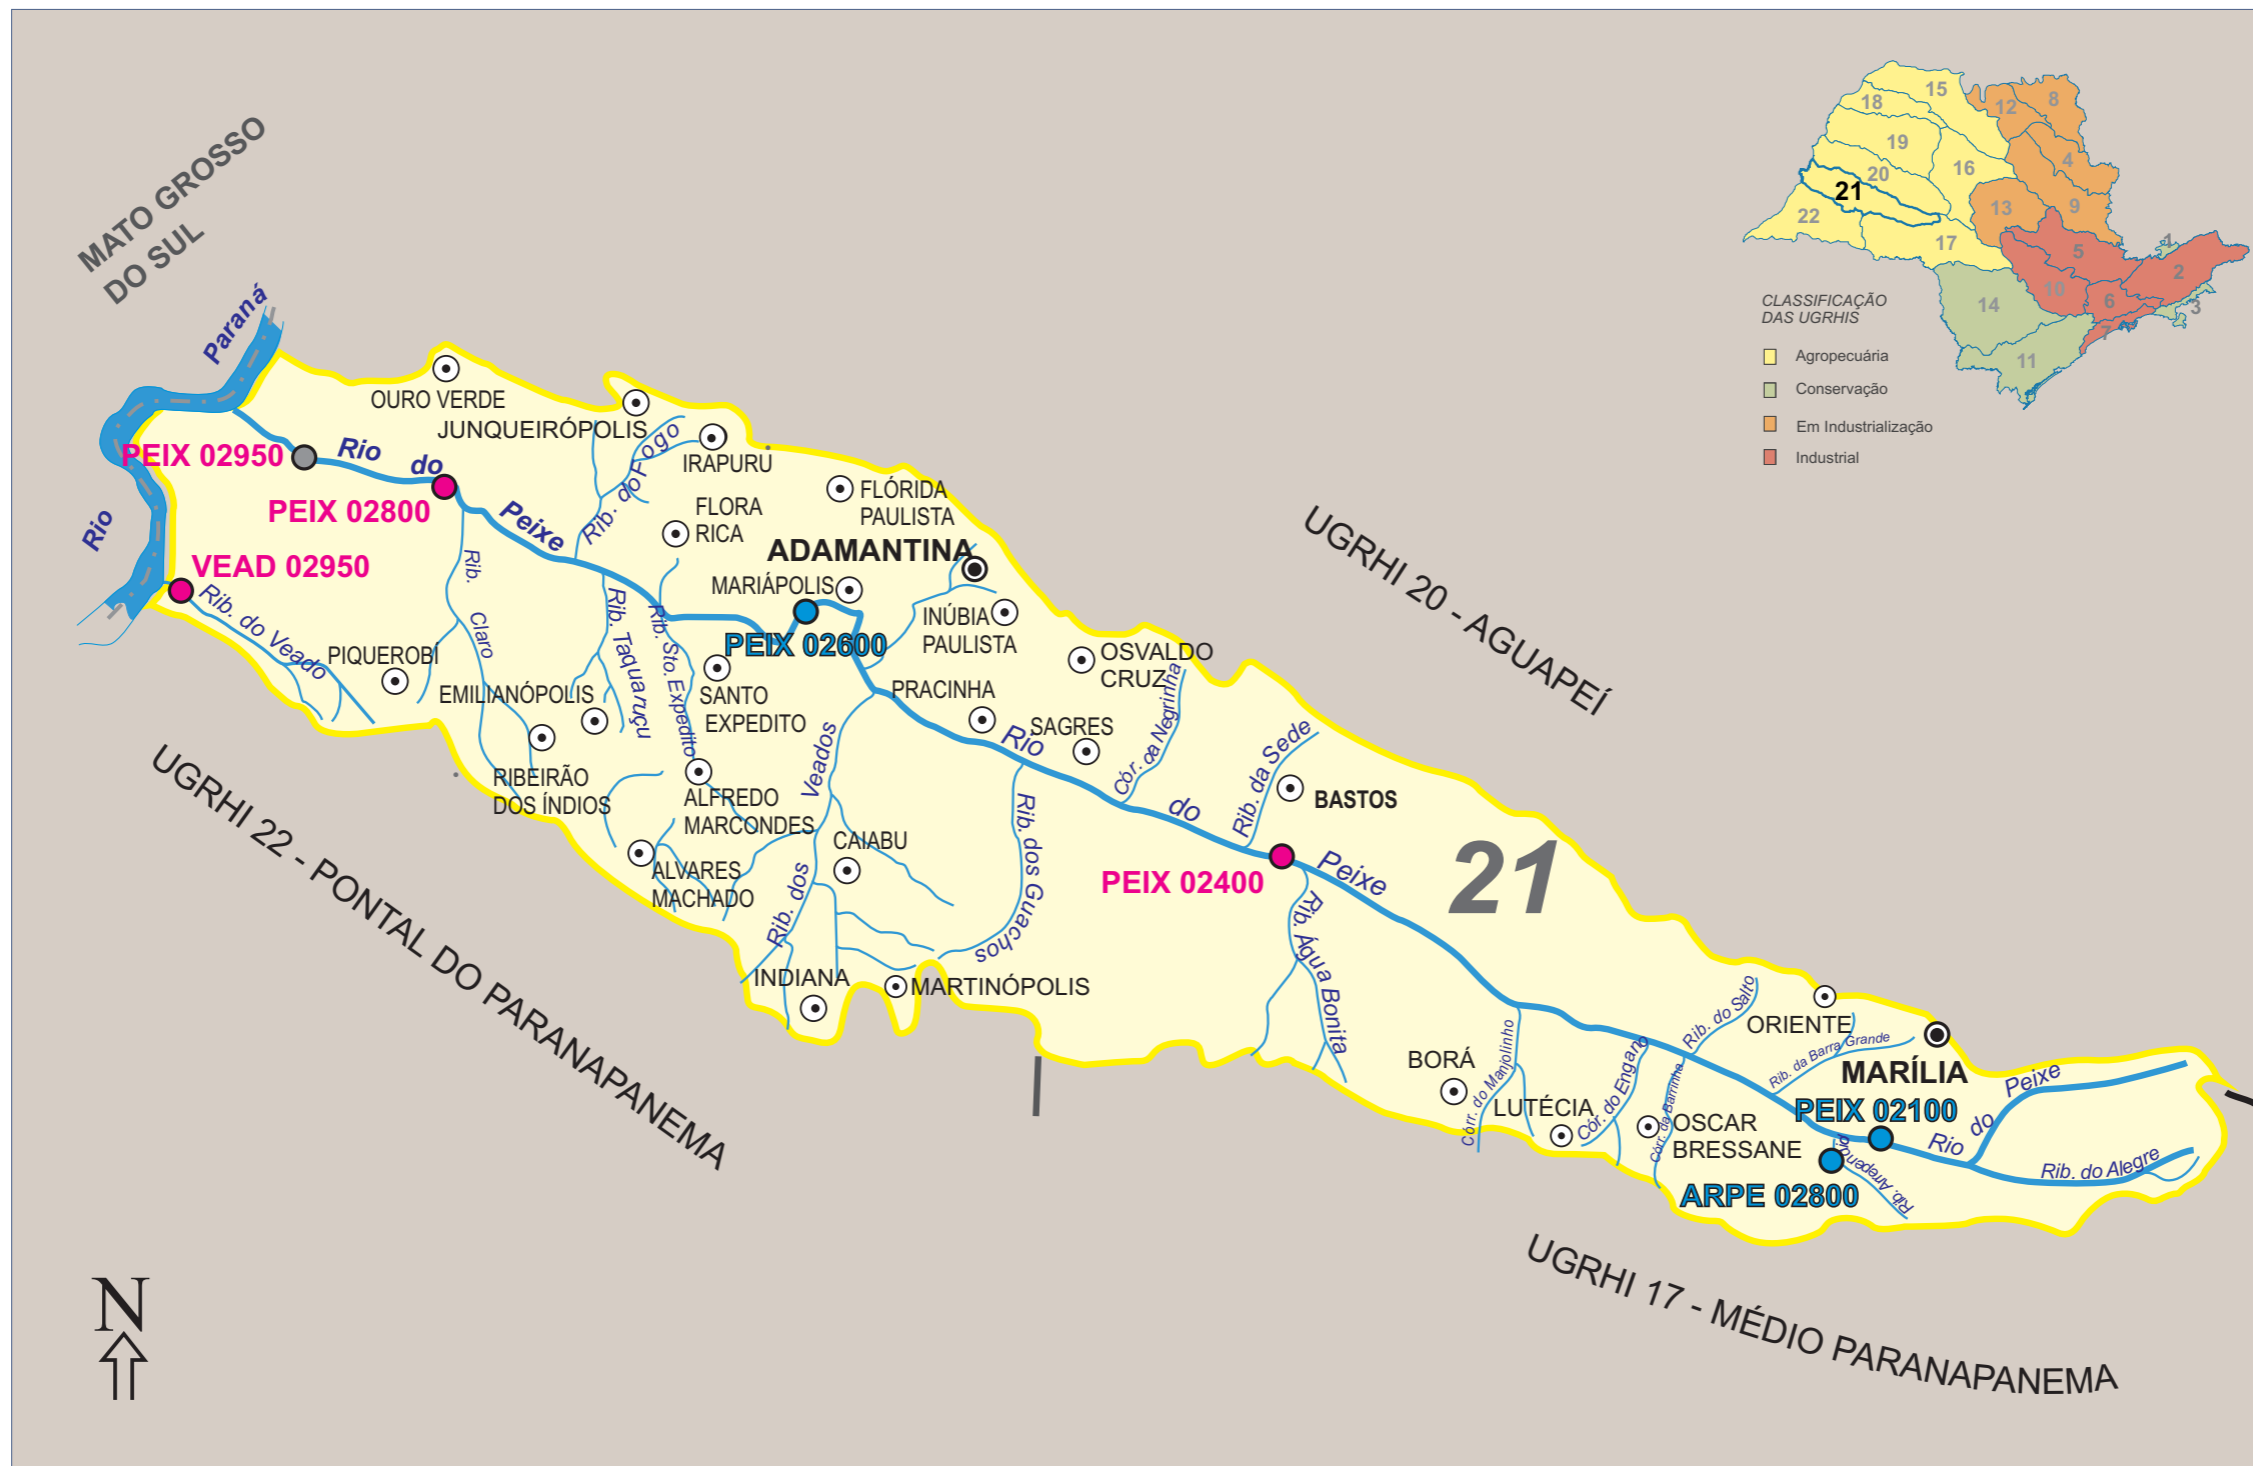 MATO GROSSO
DO SUL
Paraná
Rio
15
18
12
8
19
4
20
16
21
22
13
9
17
5
1
2
10
6
3
14
7
11
CLASSIFICAÇÃO
DAS UGRHIS
Agropecuária
Conservação
Em Industrialização
Industrial
OURO VERDE
JUNQUEIRÓPOLIS
IRAPURU
Rib. do Fogo
PEIX 02950
Rio do Peixe
PEIX 02800
VEAD 02950
FLÓRIDA
PAULISTA
FLORA
RICA
ADAMANTINA
MARIÁPOLIS
PEIX 02600
INÚBIA
PAULISTA
OSVALDO
CRUZ
Rib. do Veado
PIQUEROBÍ
Rib. Claro
EMILIANÓPOLIS
Rib. Taquaruçu
Rib. Sto. Expedito
SANTO
EXPEDITO
PRACINHA
SAGRES
Cór. da Negrinha
RIBEIRÃO
DOS ÍNDIOS
ALFREDO
MARCONDES
ALVARES
MACHADO
Rib. dos Veados
CAIABU
Rib. dos Guachos
INDIANA
MARTINÓPOLIS
Rio do Peixe
Rib. da Sede
BASTOS
PEIX 02400
21
Rib. Água Bonita
UGRHI 20 - AGUAPEÍ
UGRHI 22 - PONTAL DO PARANAPANEMA
UGRHI 17 - MÉDIO PARANAPANEMA
BORÁ
Córr. do Manjolinho
LUTÉCIA
Cór. do Engano
OSCAR
BRESSANE
Córr. da Barrinha
Rib. do Salto
ORIENTE
Rib. da Barra Grande
MARÍLIA
PEIX 02100
ARPE 02800
Rib. Arrependido
Rio do Peixe
Rib. do Alegre
N